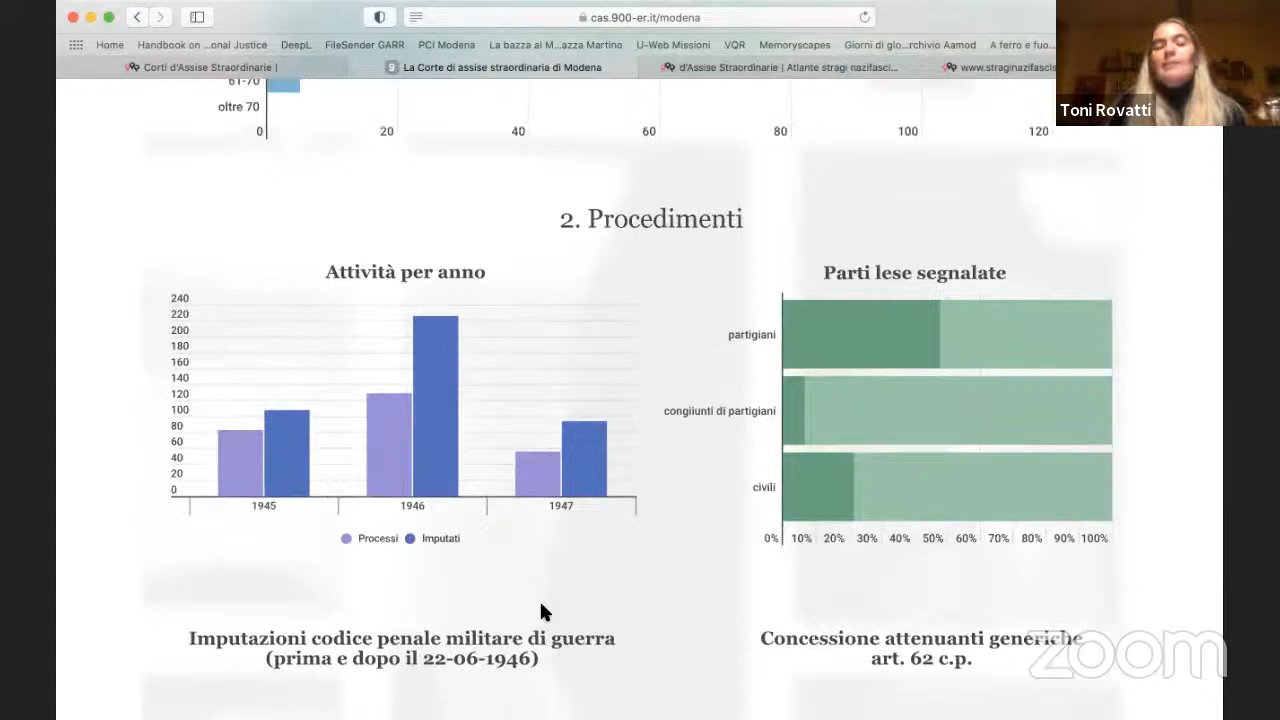 cas.900-er.it/modena
Home Handbook on ...onal Justice DeepL FileSender GARR PCI Modena La bazza al M...azza Martino U-Web Missioni VQR Memoryscapes Giorni di glo...rchivio Aamod A ferro e fuo...
Corti d'Assise Straordinarie | 9 La Corte di assise straordinaria di Modena d'Assise Straordinarie | Atlante stragi nazifasci... www.straginazifascis
Toni Rovatti
61-70
oltre 70
0 20 40 60 80 100 120
2. Procedimenti
Attività per anno
240
220
200
180
160
140
120
100
80
60
40
20
0
1945 1946 1947
Processi Imputati
Parti lese segnalate
partigiani
congiiunti di partigiani
civili
0% 10% 20% 30% 40% 50% 60% 70% 80% 90% 100%
Imputazioni codice penale militare di guerra
(prima e dopo il 22-06-1946)
Concessione attenuanti generiche
art. 62 c.p.
zoom